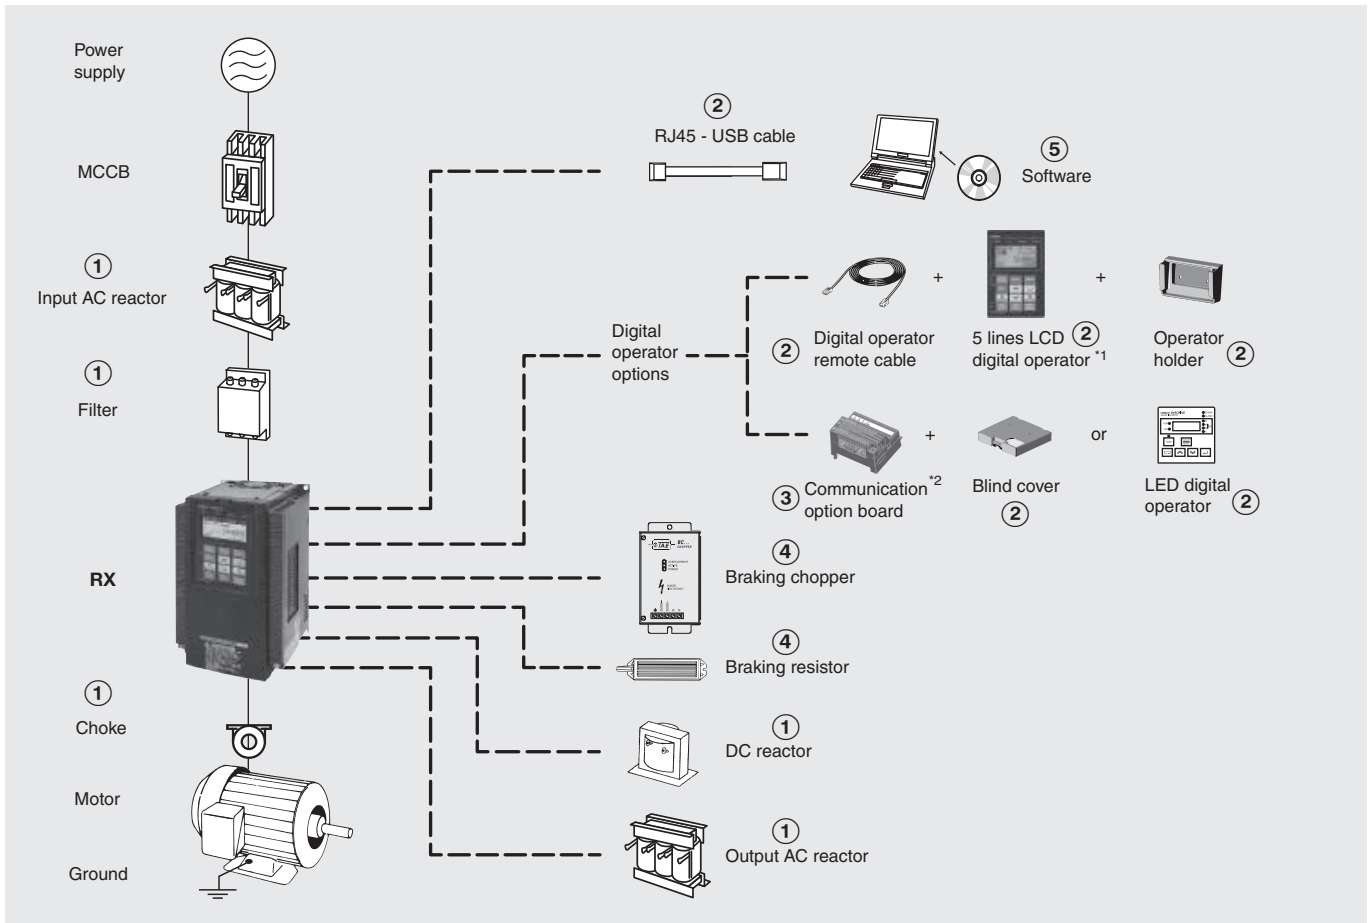 Power
supply
MCCB
①
Input AC reactor
①
Filter
RX
①
Choke
Motor
Ground
②
RJ45 - USB cable
⑤
Software
Digital
operator
options
②
Digital operator
remote cable
+
5 lines LCD ②
digital operator *1
+
Operator
holder ②
③
Communication *2
option board
+
Blind cover
②
or
LED digital
operator ②
④
Braking chopper
④
Braking resistor
①
DC reactor
①
Output AC reactor